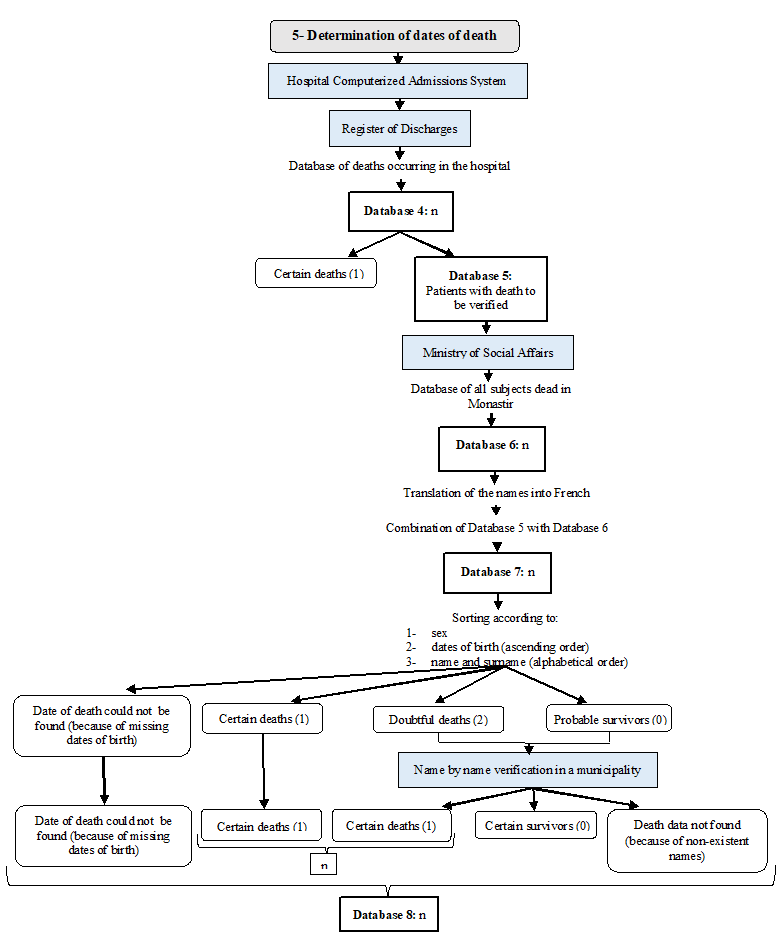 5- Determination of dates of death
Hospital Computerized Admissions System
Register of Discharges
Database of deaths occurring in the hospital
Database 4: n
Certain deaths (1)
Database 5:
Patients with death to
be verified
Ministry of Social Affairs
Database of all subjects dead in
Monastir
Database 6: n
Translation of the names into French
Combination of Database 5 with Database 6
Database 7: n
Sorting according to:
1- sex
2- dates of birth (ascending order)
3- name and surname (alphabetical order)
Date of death could not be
found (because of missing
dates of birth)
Certain deaths (1)
Doubtful deaths (2)
Probable survivors (0)
Name by name verification in a municipality
Date of death could not be
found (because of missing
dates of birth)
Certain deaths (1)
Certain deaths (1)
Certain survivors (0)
Death data not found
(because of non-existent
names)
n
Database 8: n